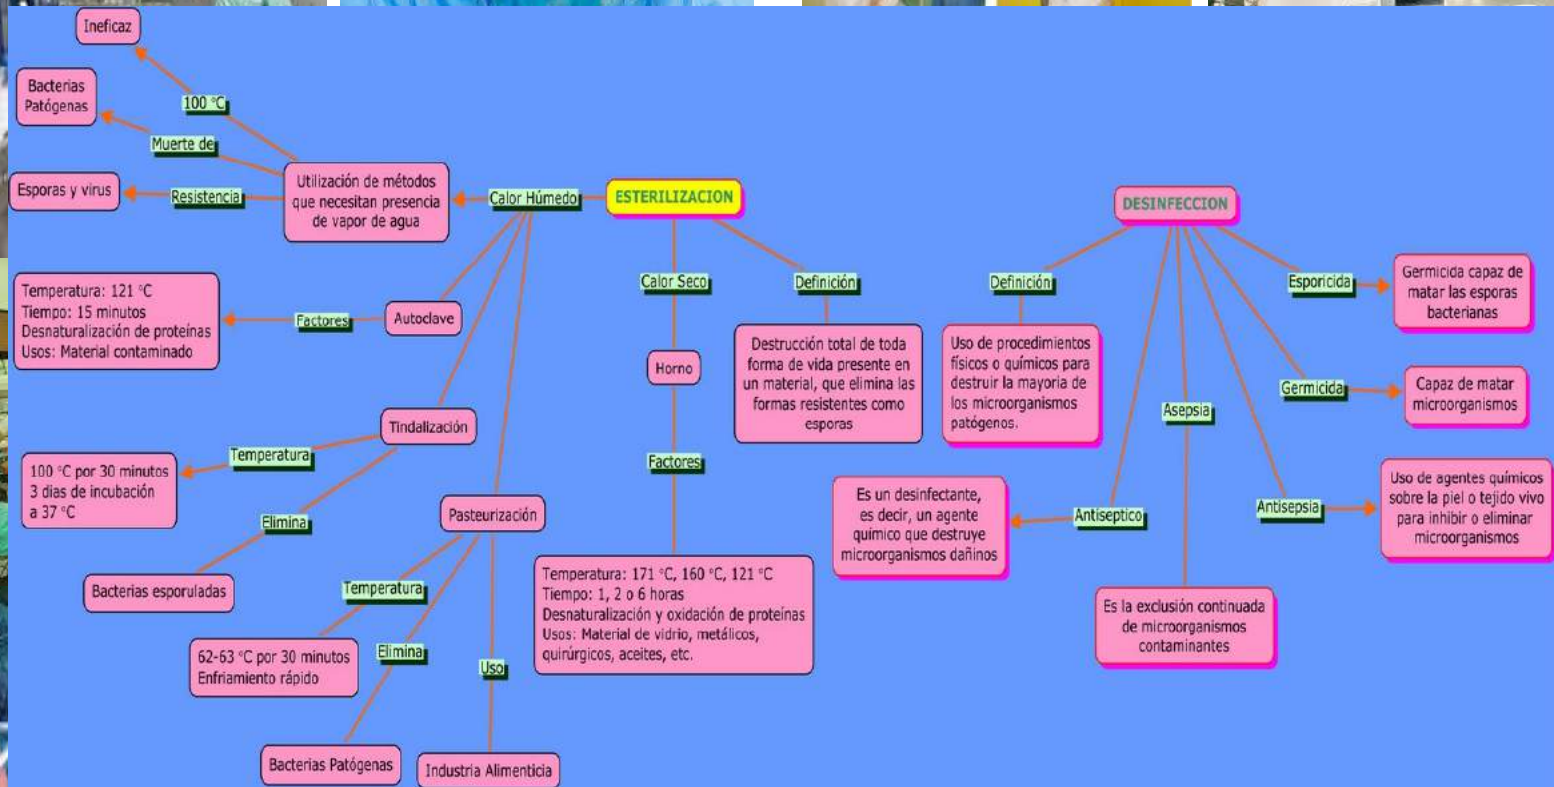 Ineficaz
100 °C
Bacterias
Patógenas
Muerte de
Esporas y virus
Resistencia
Utilización de métodos
que necesitan presencia
de vapor de agua
Calor Húmedo
ESTERILIZACION
Temperatura: 121 °C
Tiempo: 15 minutos
Desnaturalización de proteínas
Usos: Material contaminado
Factores
Autoclave
Tindalización
Temperatura
100 °C por 30 minutos
3 dias de incubación
a 37 °C
Elimina
Bacterias esporuladas
Pasteurización
Temperatura
62-63 °C por 30 minutos
Enfriamiento rápido
Elimina
Bacterias Patógenas
Uso
Industria Alimenticia
Calor Seco
Horno
Factores
Temperatura: 171 °C, 160 °C, 121 °C
Tiempo: 1, 2 o 6 horas
Desnaturalización y oxidación de proteínas
Usos: Material de vidrio, metálicos,
quirúrgicos, aceites, etc.
Definición
Destrucción total de toda
forma de vida presente en
un material, que elimina las
formas resistentes como
esporas
DESINFECCION
Definición
Uso de procedimientos
físicos o químicos para
destruir la mayoria de
los microorganismos
patógenos.
Antiseptico
Es un desinfectante,
es decir, un agente
químico que destruye
microorganismos dañinos
Asepsia
Es la exclusión continuada
de microorganismos
contaminantes
Esporicida
Germicida capaz de
matar las esporas
bacterianas
Germicida
Capaz de matar
microorganismos
Antisepsia
Uso de agentes químicos
sobre la piel o tejido vivo
para inhibir o eliminar
microorganismos